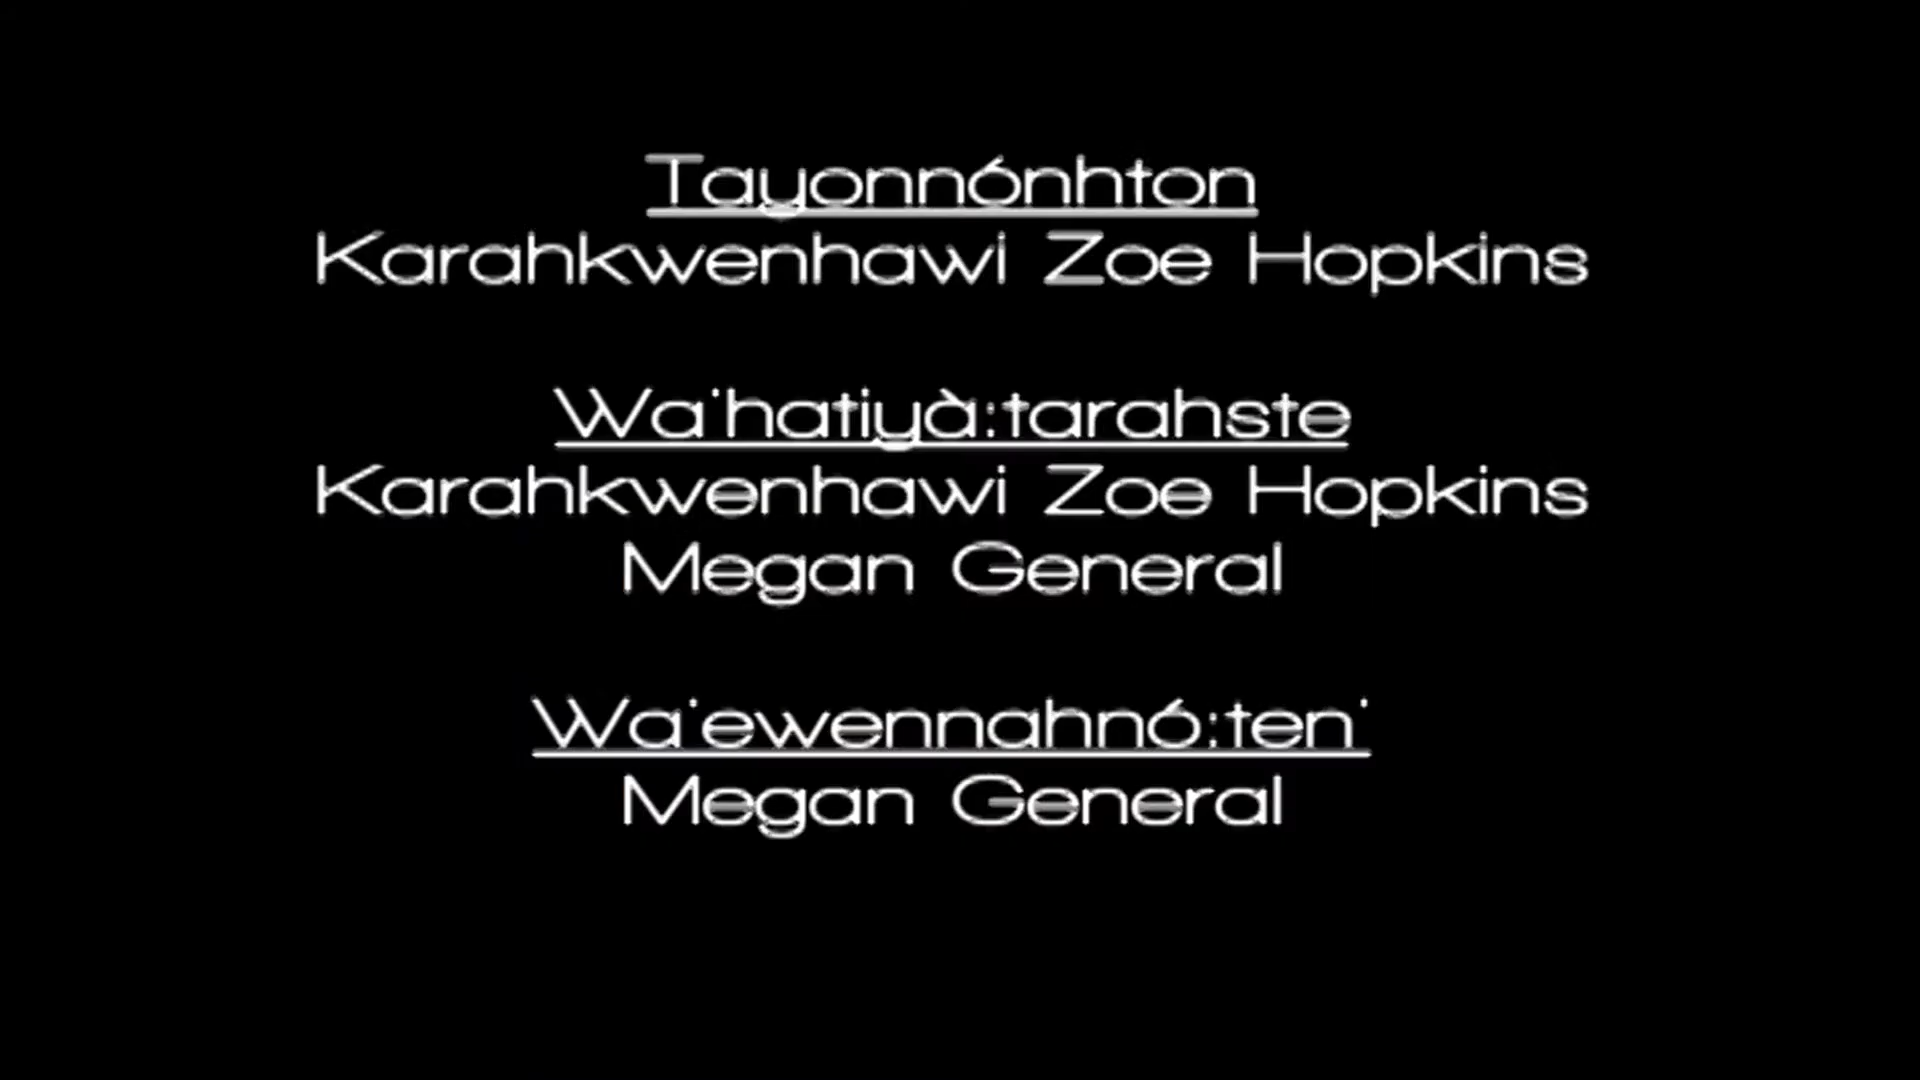 Tayonnónhton
Karahkwenhawi Zoe Hopkins
Wa'hatiyà:tarahste
Karahkwenhawi Zoe Hopkins
Megan General
Wa'ewennahnó:ten'
Megan General